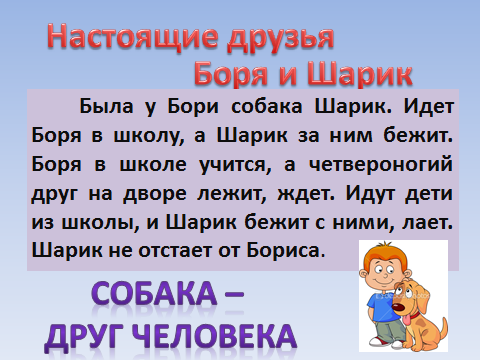 Настоящие друзья
Боря и Шарик
Была у Бори собака Шарик. Идет
Боря в школу, а Шарик за ним бежит.
Боря в школе учится, а четвероногий
друг на дворе лежит, ждет. Идут дети
из школы, и Шарик бежит с ними, лает.
Шарик не отстает от Бориса.
СОБАКА –
ДРУГ ЧЕЛОВЕКА